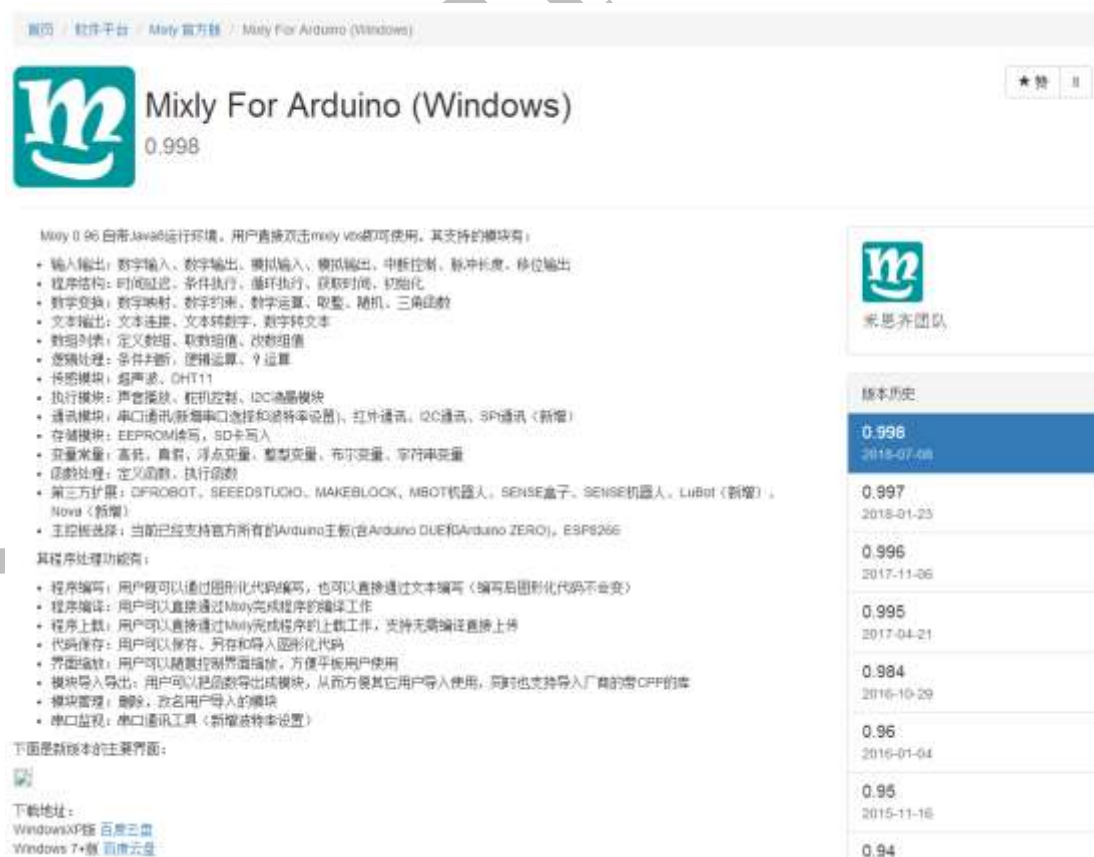 首页 / 软件平台 / Mixly 官方版 / Mixly For Arduino (Windows)
Mixly For Arduino (Windows)
0.998
★ 赞
Mixly 0.96 自带Java8运行环境，用户直接双击mixly.vbs即可使用。其支持的模块有：
• 输入输出：数字输入、数字输出、模拟输入、模拟输出、中断控制、脉冲长度、移位输出
• 程序结构：时间延迟、条件执行、循环执行、获取时间、初始化
• 数学变换：数字映射、数字约束、数学运算、取整、随机、三角函数
• 文本输出：文本连接、文本转数字、数字转文本
• 数组列表：定义数组、取数组值、改数组值
• 逻辑处理：条件判断、逻辑运算、？运算
• 传感模块：超声波、DHT11
• 执行模块：声音播放、舵机控制、I2C液晶模块
• 通讯模块：串口通讯(新增串口选择和波特率设置)、红外通讯、I2C通讯、SPI通讯（新增）
• 存储模块：EEPROM读写，SD卡写入
• 变量常量：高低、真假、浮点变量、整型变量、布尔变量、字符串变量
• 函数处理：定义函数、执行函数
• 第三方扩展：DFROBOT、SEEEDSTUDIO、MAKEBLOCK、MBOT机器人、SENSE盒子、SENSE机器人、LuBot（新增）、
Nova（新增）
• 主控板选择：当前已经支持官方所有的Arduino主板(含Arduino DUE和Arduino ZERO)，ESP8266
其程序处理功能有：
• 程序编写：用户既可以通过图形化代码编写，也可以直接通过文本编写（编写后图形化代码不会变）
• 程序编译：用户可以直接通过Mixly完成程序的编译工作
• 程序上载：用户可以直接通过Mixly完成程序的上载工作，支持无需编译直接上传
• 代码保存：用户可以保存、另存和导入图形化代码
• 界面缩放：用户可以随意控制界面缩放，方便平板用户使用
• 模块导入导出：用户可以把函数导出成模块，从而方便其它用户导入使用，同时也支持导入厂商的带CPP的库
• 模块管理：删除，改名用户导入的模块
• 串口监视：串口通讯工具（新增波特率设置）
下面是新版本的主要界面：
下载地址：
WindowsXP版 百度云盘
Windows 7+版 百度云盘
米思齐团队
版本历史
0.998
2018-07-08
0.997
2018-01-23
0.996
2017-11-06
0.995
2017-04-21
0.984
2016-10-29
0.96
2016-01-04
0.95
2015-11-16
0.94